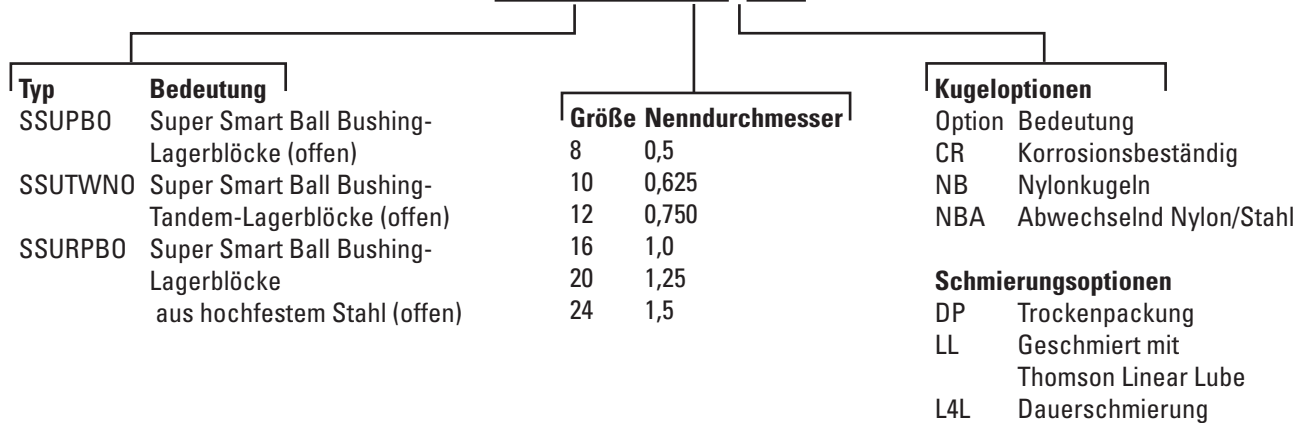 Typ Bedeutung
SSUPBO Super Smart Ball Bushing-
Lagerblöcke (offen)
SSUTWNO Super Smart Ball Bushing-
Tandem-Lagerblöcke (offen)
SSURPBO Super Smart Ball Bushing-
Lagerblöcke
aus hochfestem Stahl (offen)
Größe Nenndurchmesser
8 0,5
10 0,625
12 0,750
16 1,0
20 1,25
24 1,5
Kugeloptionen
Option Bedeutung
CR Korrosionsbeständig
NB Nylonkugeln
NBA Abwechselnd Nylon/Stahl
Schmierungsoptionen
DP Trockenpackung
LL Geschmiert mit
Thomson Linear Lube
L4L Dauerschmierung